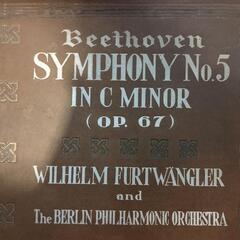 Beethoven
SYMPHONY No.5
IN C MINOR
(OP. 67)
WILHELM FURTWÄNGLER
and
The BERLIN PHILHARMONIC ORCHESTRA